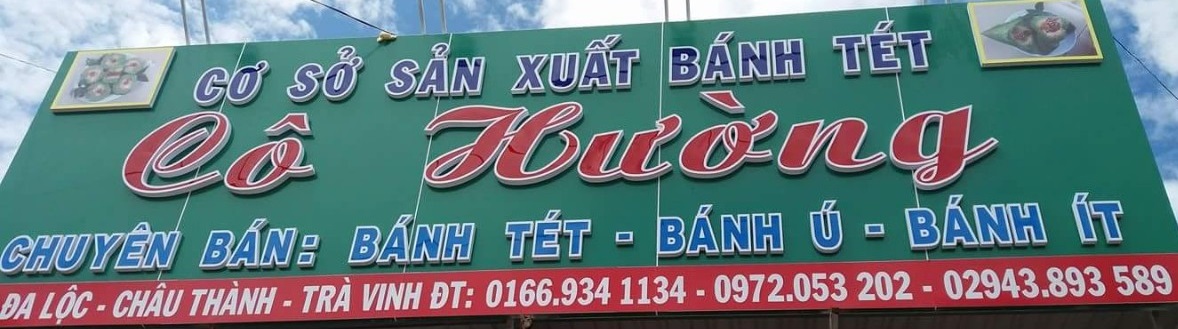 CƠ SỞ SẢN XUẤT BÁNH TÉT
Cô Hường
CHUYÊN BÁN: BÁNH TÉT - BÁNH Ú - BÁNH ÍT
ĐA LỘC - CHÂU THÀNH - TRÀ VINH ĐT: 0166.934 1134 - 0972.053 202 - 02943.893 589